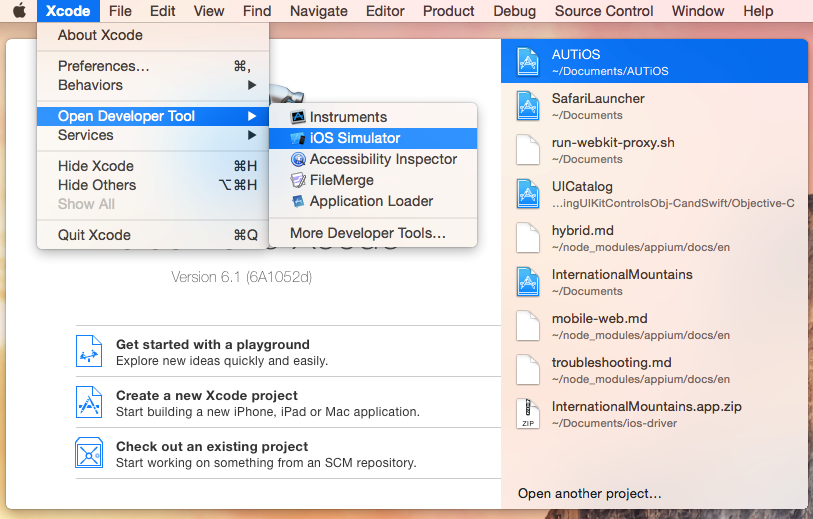 Xcode File Edit View Find Navigate Editor Product Debug Source Control Window Help
About Xcode
Preferences… ⌘,
Behaviors ▶
Open Developer Tool ▶
Services ▶
Hide Xcode ⌘H
Hide Others ⌥⌘H
Show All
Quit Xcode ⌘Q
Instruments
iOS Simulator
Accessibility Inspector
FileMerge
Application Loader
More Developer Tools…
Version 6.1 (6A1052d)
Get started with a playground
Explore new ideas quickly and easily.
Create a new Xcode project
Start building a new iPhone, iPad or Mac application.
Check out an existing project
Start working on something from an SCM repository.
AUTiOS
~/Documents/AUTiOS
SafariLauncher
~/Documents
run-webkit-proxy.sh
~/Documents
UICatalog
…ingUIKitControlsObj-CandSwift/Objective-C
hybrid.md
~/node_modules/appium/docs/en
InternationalMountains
~/Documents
mobile-web.md
~/node_modules/appium/docs/en
troubleshooting.md
~/node_modules/appium/docs/en
InternationalMountains.app.zip
~/Documents/ios-driver
ZIP
Open another project…